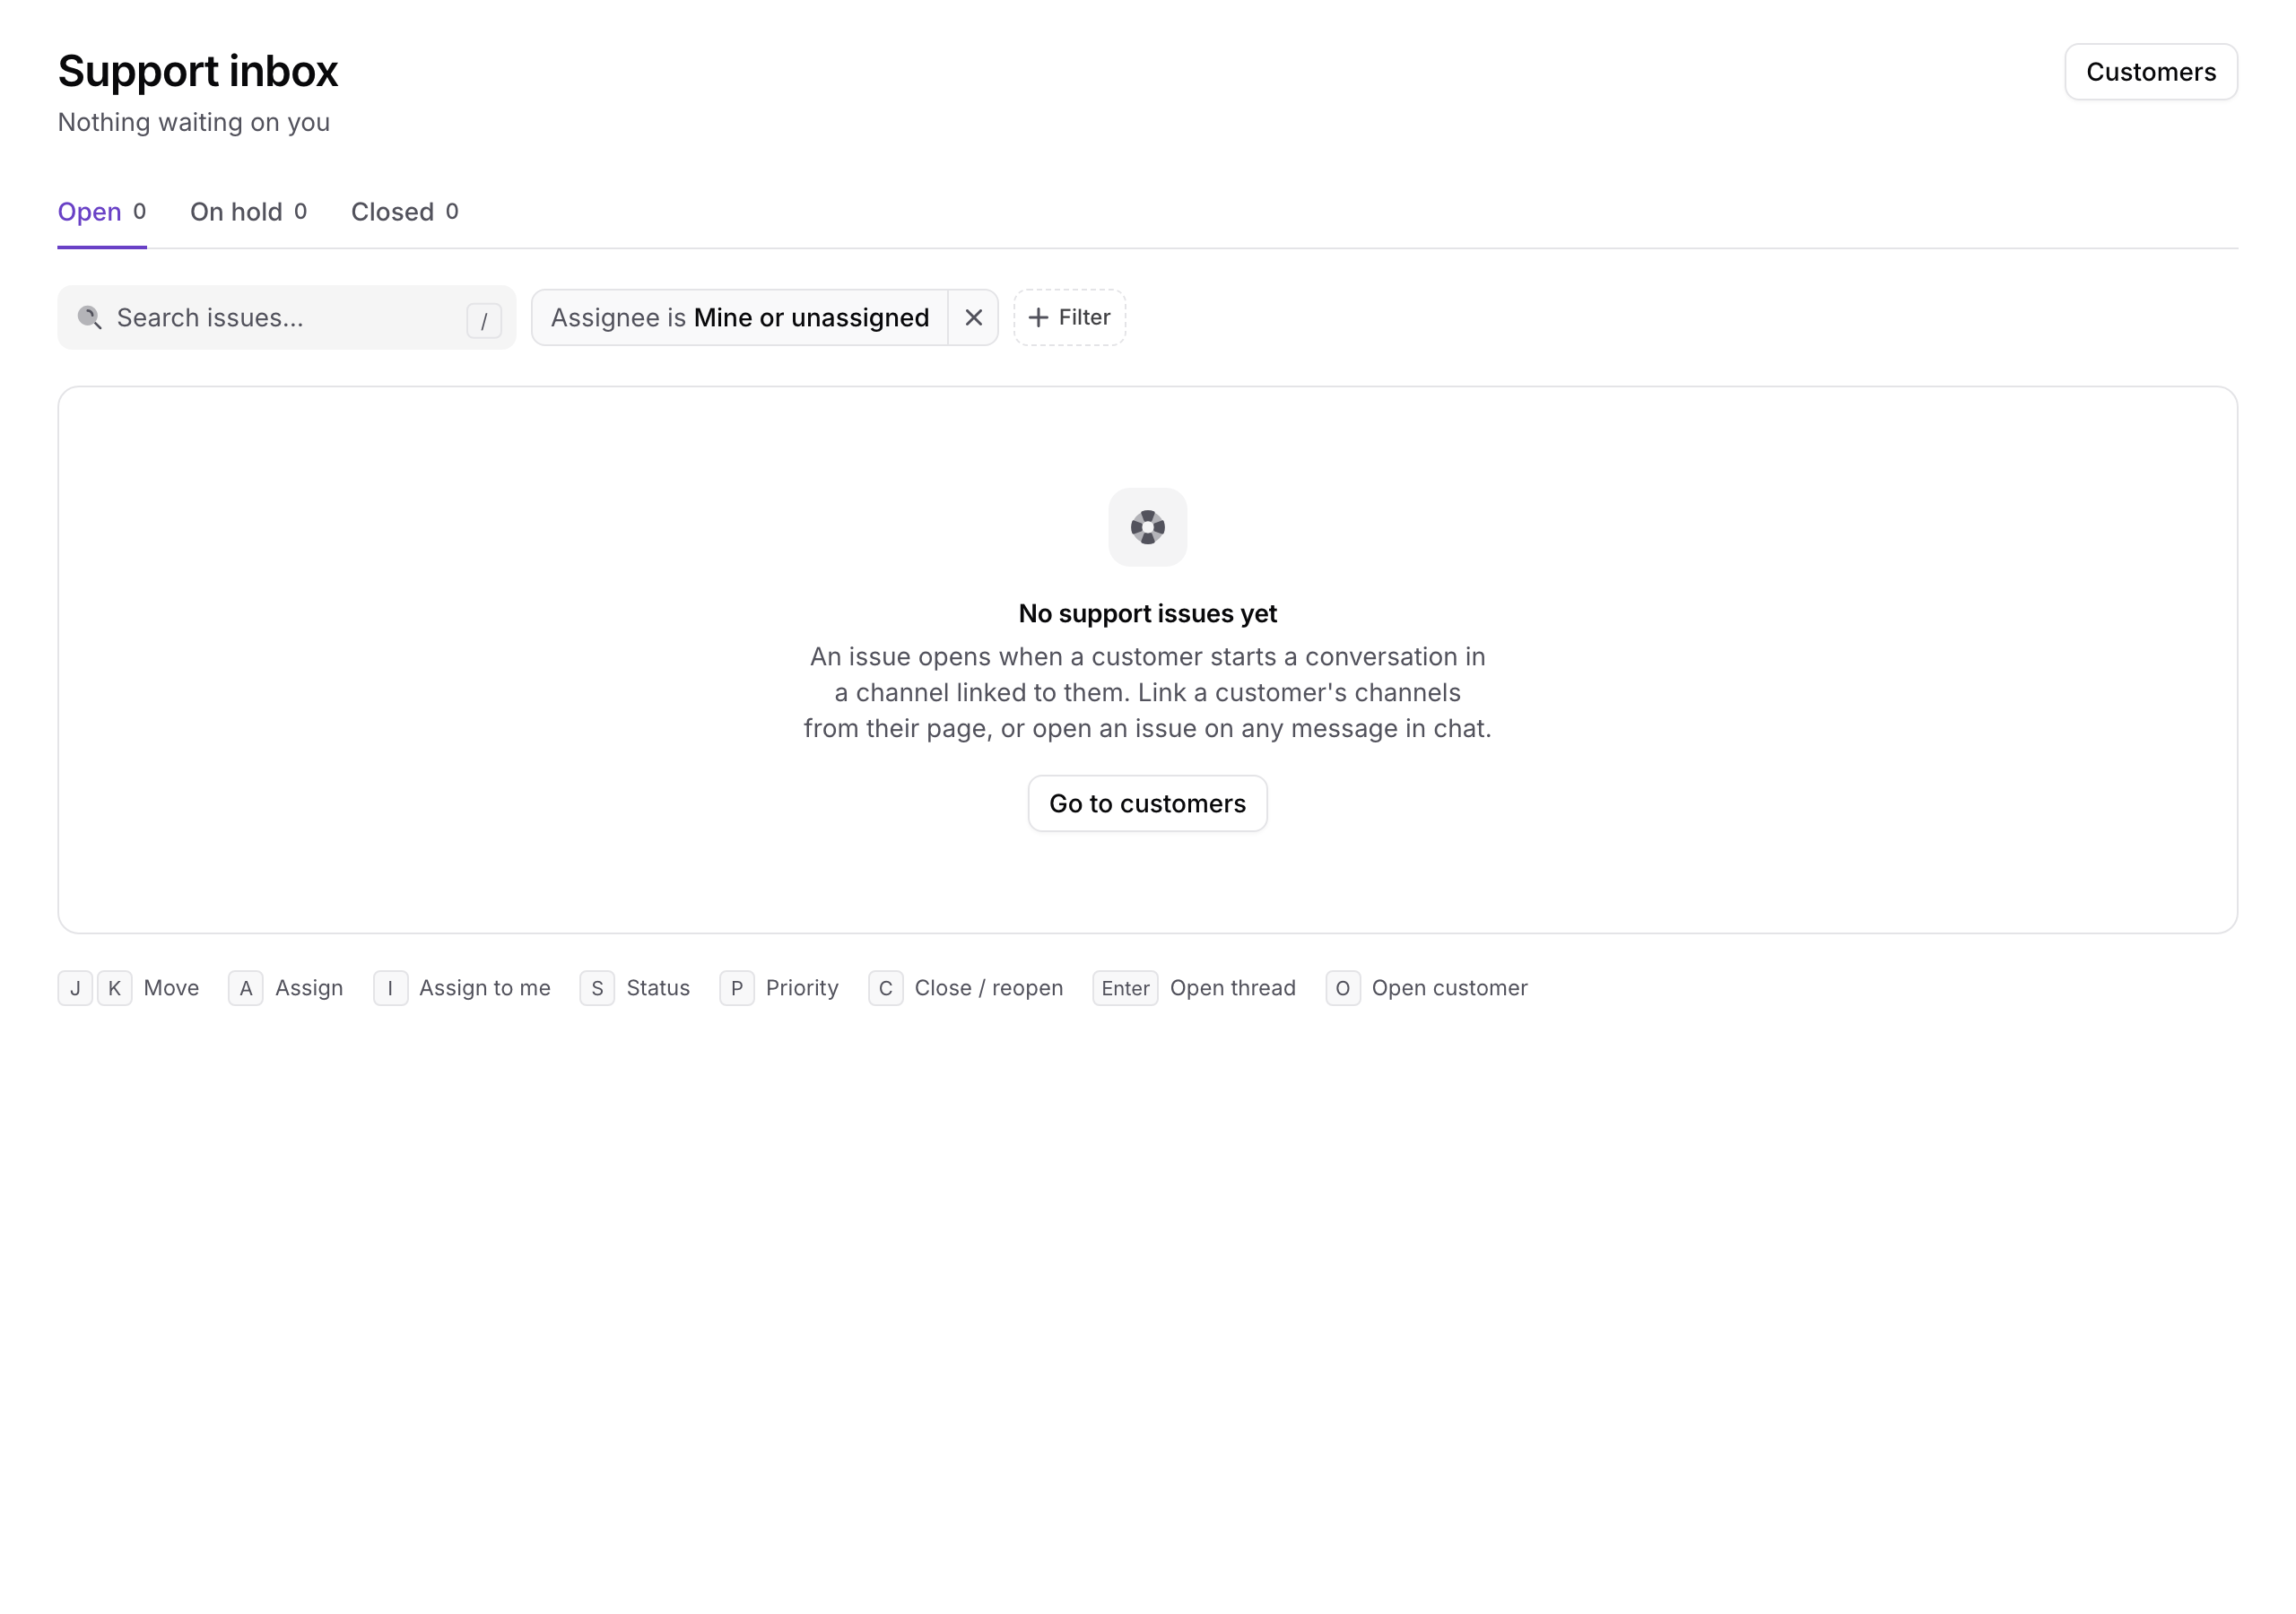 Support inbox
Customers
Nothing waiting on you
Open 0 On hold 0 Closed 0
Search issues... / Assignee is Mine or unassigned Filter
No support issues yet
An issue opens when a customer starts a conversation in
a channel linked to them. Link a customer's channels
from their page, or open an issue on any message in chat.
Go to customers
J K Move A Assign I Assign to me S Status P Priority C Close / reopen Enter Open thread O Open customer